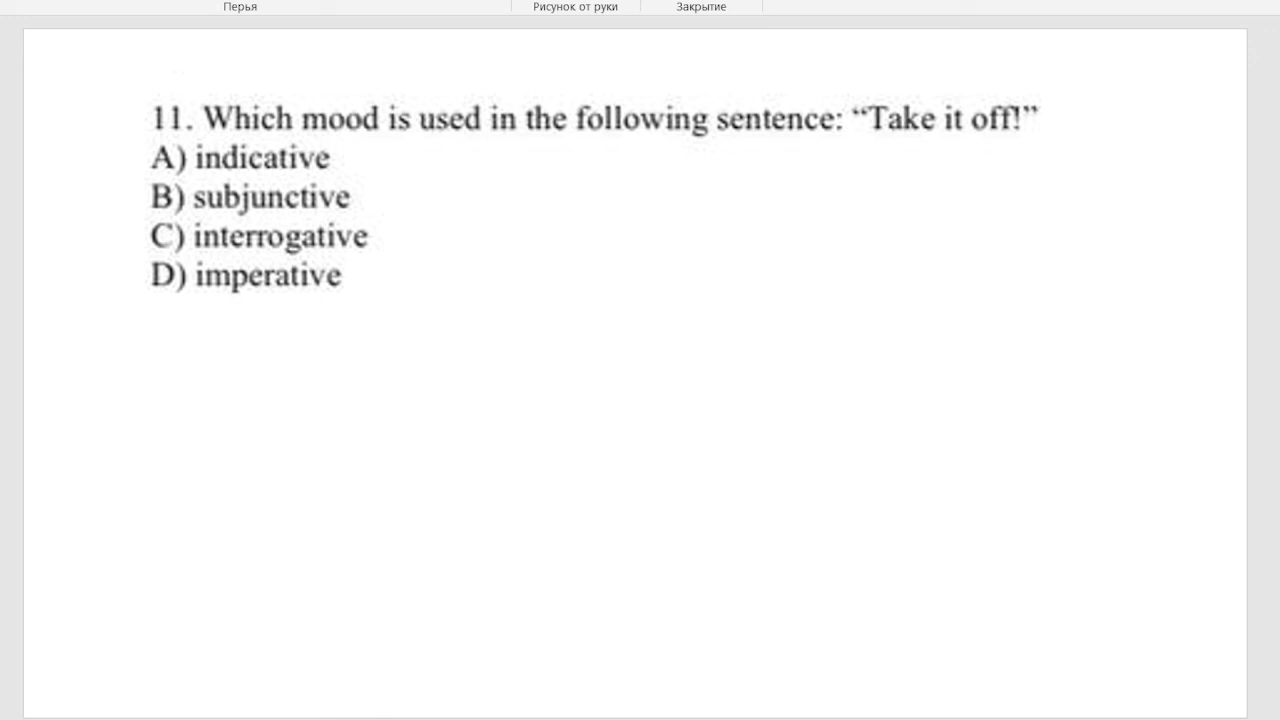 Перья Рисунок от руки Закрытие
11. Which mood is used in the following sentence: “Take it off!”
A) indicative
B) subjunctive
C) interrogative
D) imperative